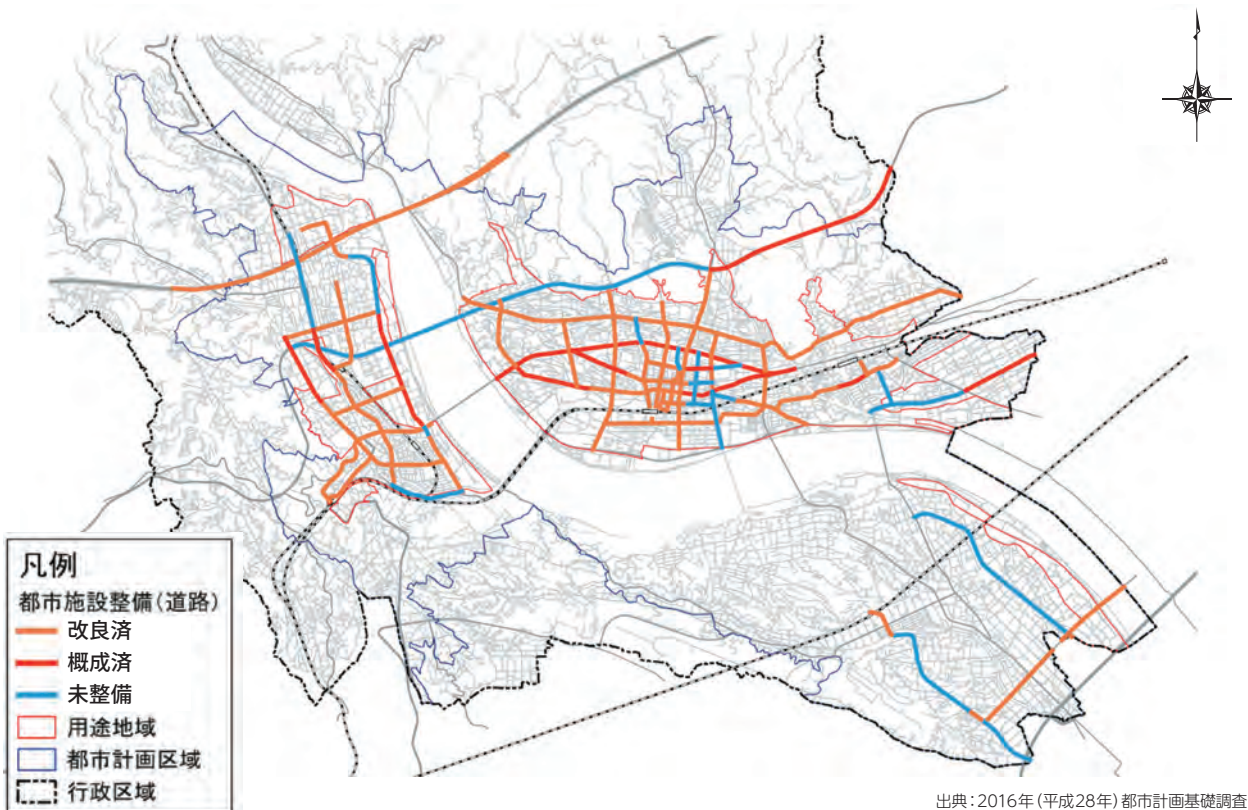 凡例
都市施設整備(道路)
改良済
概成済
未整備
用途地域
都市計画区域
行政区域
出典:2016年(平成28年)都市計画基礎調査